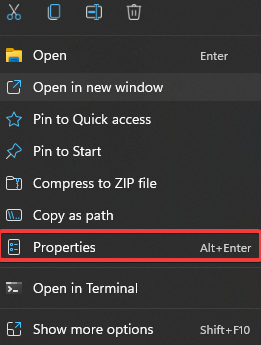 Open Enter
Open in new window
Pin to Quick access
Pin to Start
Compress to ZIP file
Copy as path
Properties Alt+Enter
Open in Terminal
Show more options Shift+F10